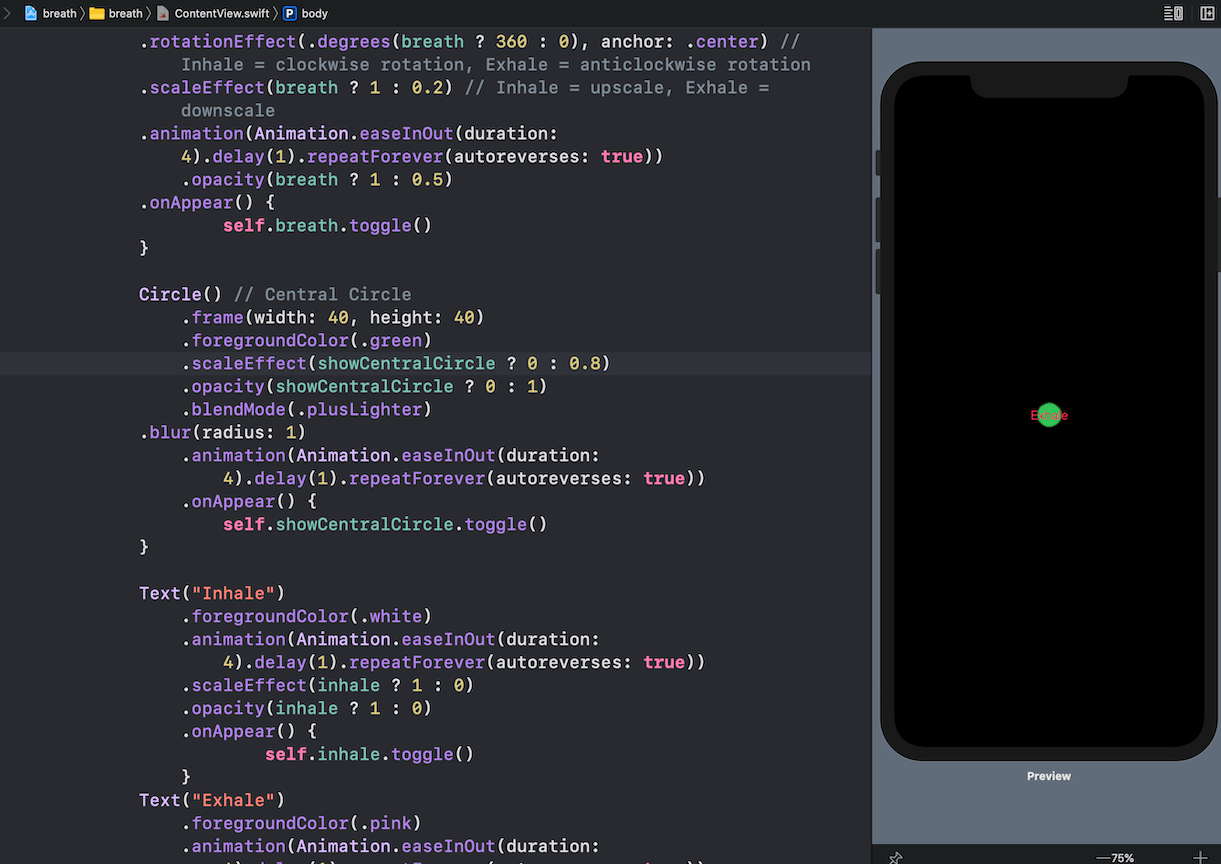 breath breath ContentView.swift P body
.rotationEffect(.degrees(breath ? 360 : 0), anchor: .center) //
Inhale = clockwise rotation, Exhale = anticlockwise rotation
.scaleEffect(breath ? 1 : 0.2) // Inhale = upscale, Exhale =
downscale
.animation(Animation.easeInOut(duration:
4).delay(1).repeatForever(autoreverses: true))
.opacity(breath ? 1 : 0.5)
.onAppear() {
self.breath.toggle()
}
Circle() // Central Circle
.frame(width: 40, height: 40)
.foregroundColor(.green)
.scaleEffect(showCentralCircle ? 0 : 0.8)
.opacity(showCentralCircle ? 0 : 1)
.blendMode(.plusLighter)
.blur(radius: 1)
.animation(Animation.easeInOut(duration:
4).delay(1).repeatForever(autoreverses: true))
.onAppear() {
self.showCentralCircle.toggle()
}
Text("Inhale")
.foregroundColor(.white)
.animation(Animation.easeInOut(duration:
4).delay(1).repeatForever(autoreverses: true))
.scaleEffect(inhale ? 1 : 0)
.opacity(inhale ? 1 : 0)
.onAppear() {
self.inhale.toggle()
}
Text("Exhale")
.foregroundColor(.pink)
.animation(Animation.easeInOut(duration:
Exhale
Preview
75%